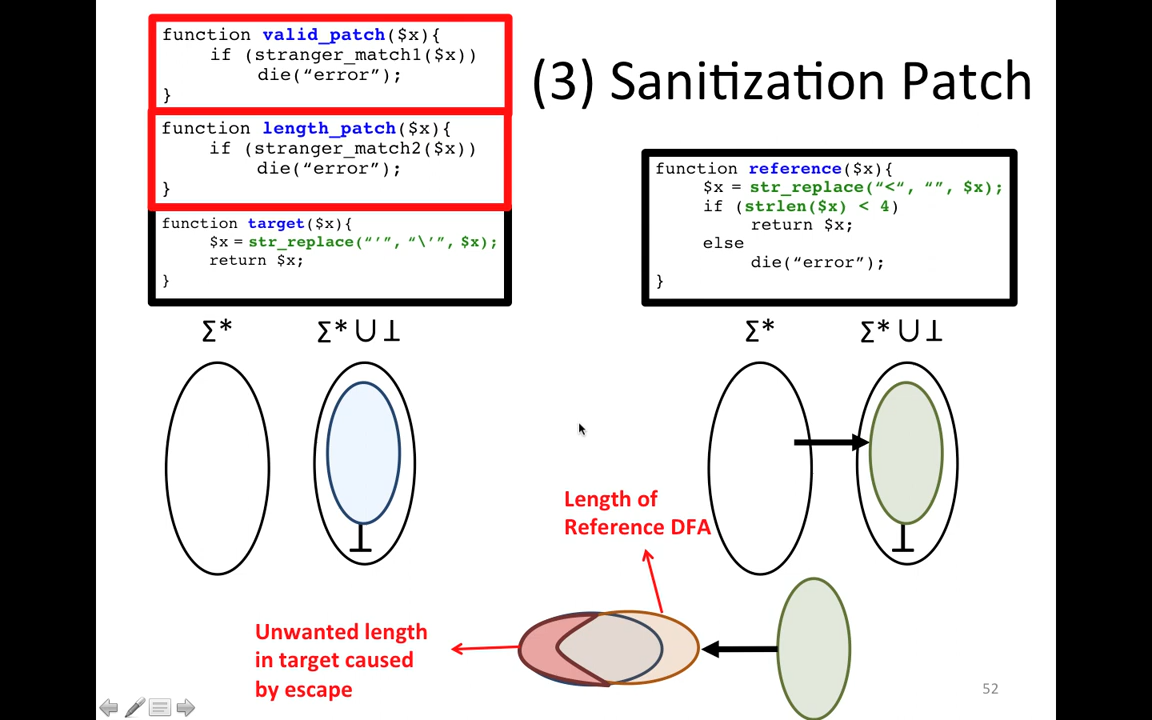 function valid_patch($x){
if (stranger_match1($x))
die(“error”);
}
function length_patch($x){
if (stranger_match2($x))
die(“error”);
}
function target($x){
$x = str_replace(“’”, “\’”, $x);
return $x;
}
(3) Sanitization Patch
function reference($x){
$x = str_replace(“<“, “”, $x);
if (strlen($x) < 4)
return $x;
else
die(“error”);
}
Σ* Σ* ∪ ⊥
Σ* Σ* ∪ ⊥
⊥
⊥
Length of
Reference DFA
Unwanted length
in target caused
by escape
52